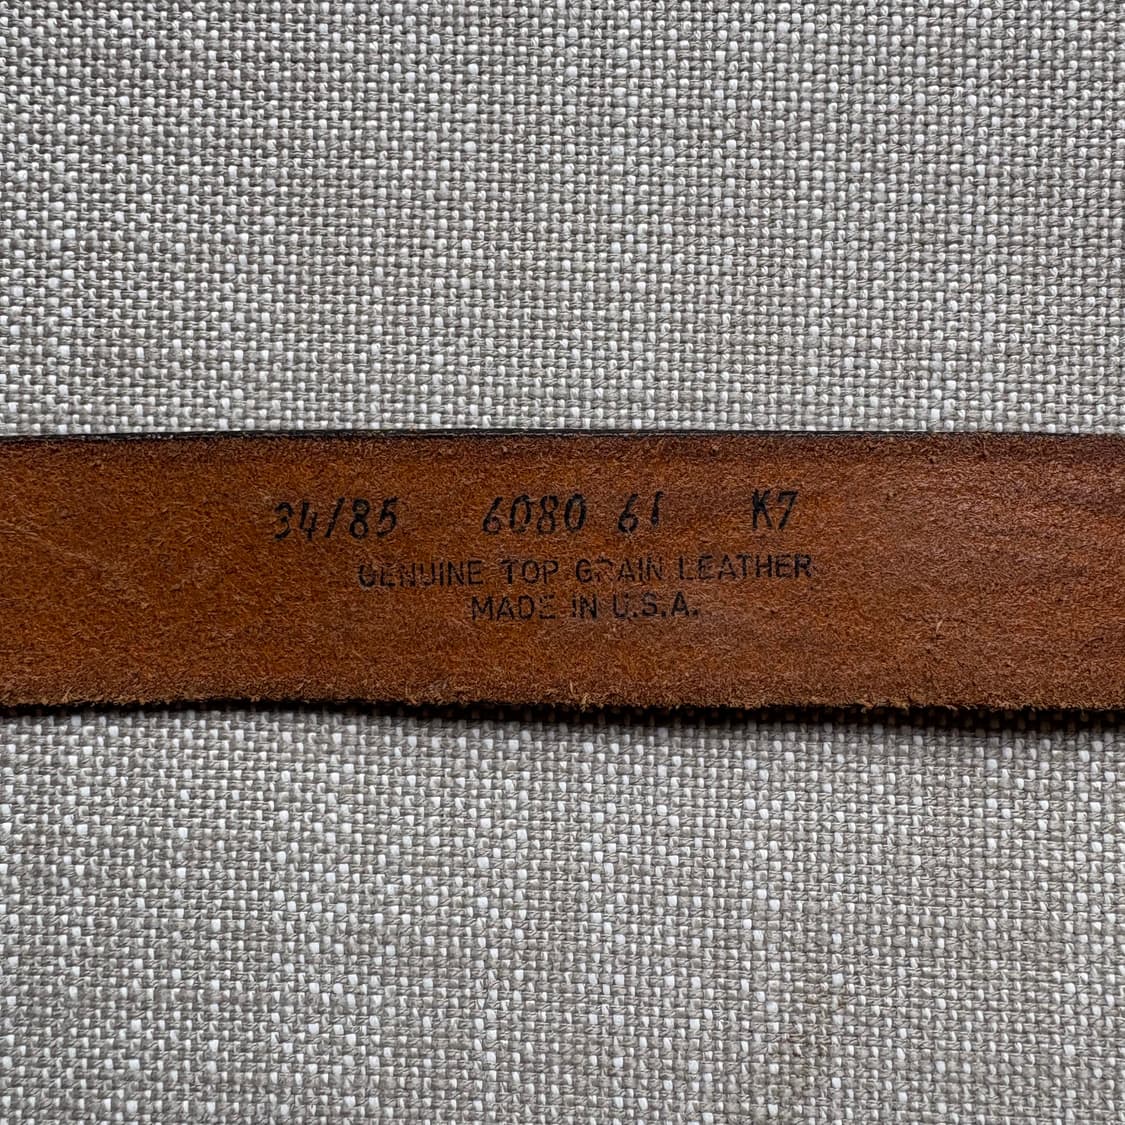 34/85 6080 61 K7
GENUINE TOP GRAIN LEATHER
MADE IN U.S.A.